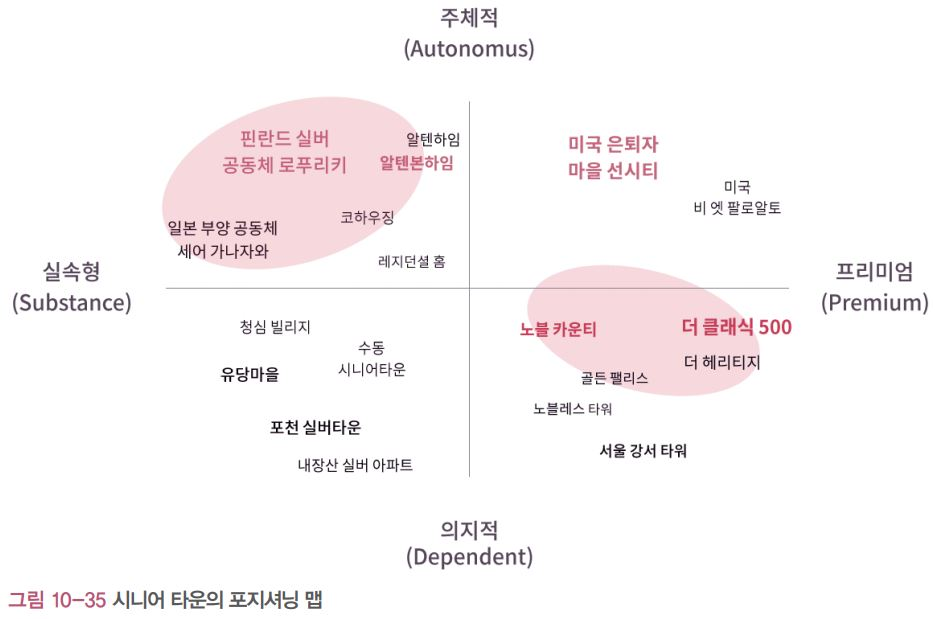 주체적
(Autonomus)
핀란드 실버
공동체 로푸리키
알텐하임
알텐본하임
코하우징
일본 부양 공동체
세어 가나자와
레지던셜 홈
미국 은퇴자
마을 선시티
미국
비 엣 팔로알토
실속형
(Substance)
프리미엄
(Premium)
청심 빌리지
수동
시니어타운
유당마을
포천 실버타운
내장산 실버 아파트
노블 카운티
더 클래식 500
더 헤리티지
골든 팰리스
노블레스 타워
서울 강서 타워
의지적
(Dependent)
그림 10-35 시니어 타운의 포지셔닝 맵